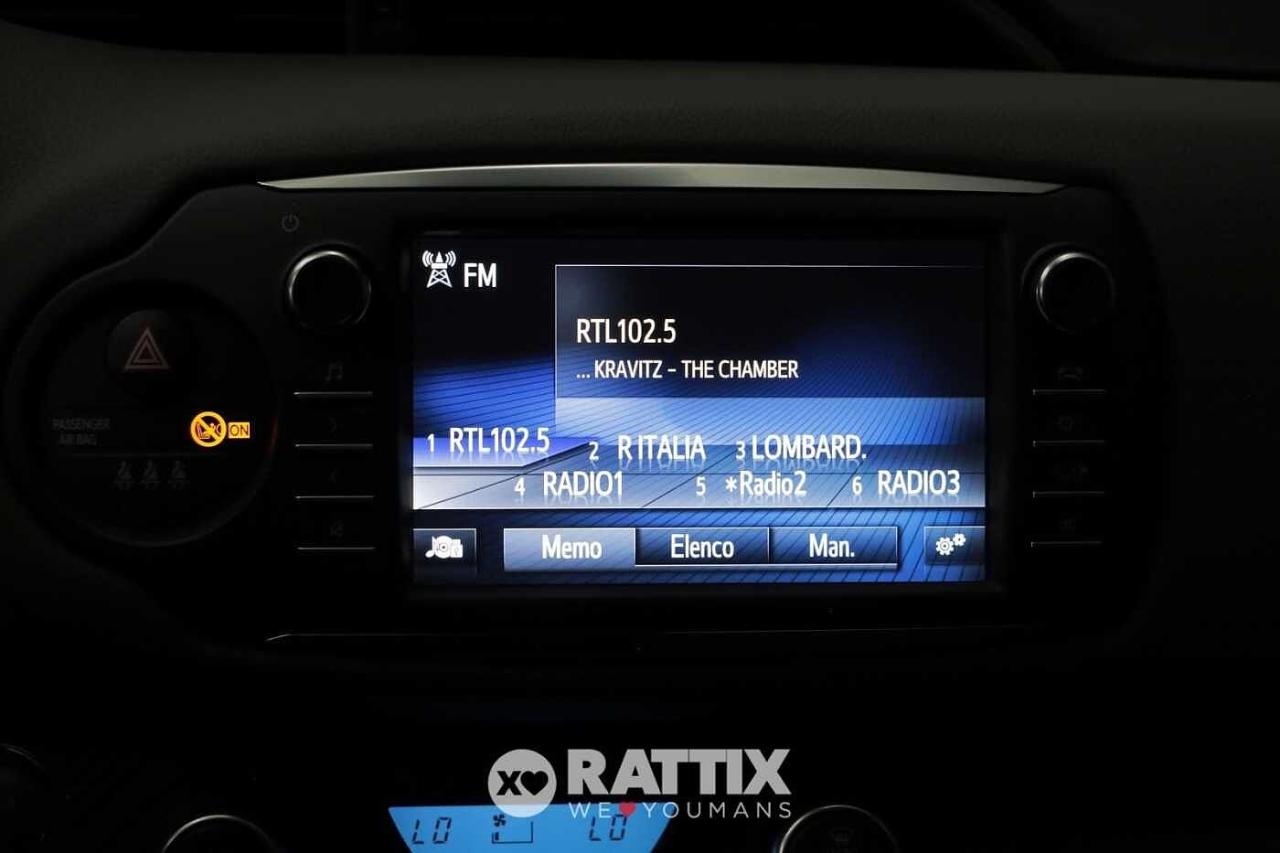 FM
RTL102.5
... KRAVITZ - THE CHAMBER
1 RTL102.5 2 R ITALIA 3 LOMBARD.
4 RADIO1 5 *Radio2 6 RADIO3
Memo Elenco Man.
PASSENGER
AIR BAG
ON
XO
RATTIX
WE YOUMANS
LO LO